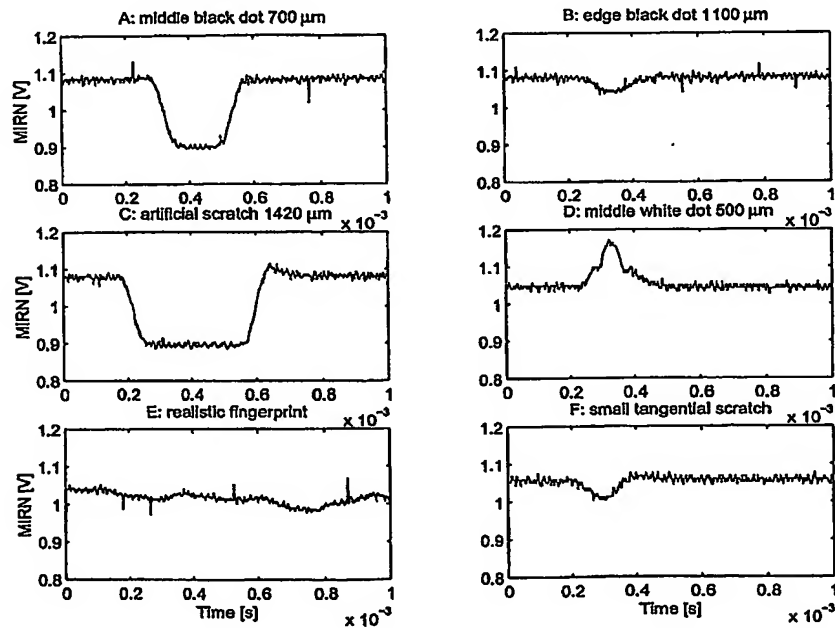 A: middle black dot 700 μm
B: edge black dot 1100 μm
1.2
1.1
1
0.9
0.8
MIRN [V]
0 0.2 0.4 0.6 0.8 1
x 10⁻³
1.2
1.1
1
0.9
0.8
0 0.2 0.4 0.6 0.8 1
x 10⁻³
C: artificial scratch 1420 μm
D: middle white dot 500 μm
1.2
1.1
1
0.9
0.8
MIRN [V]
0 0.2 0.4 0.6 0.8 1
x 10⁻³
1.2
1.1
1
0.9
0.8
0 0.2 0.4 0.6 0.8 1
x 10⁻³
E: realistic fingerprint
F: small tangential scratch
1.2
1.1
1
0.9
0.8
MIRN [V]
0 0.2 0.4 0.6 0.8 1
Time [s]
x 10⁻³
1.2
1.1
1
0.9
0.8
0 0.2 0.4 0.6 0.8 1
Time [s]
x 10⁻³